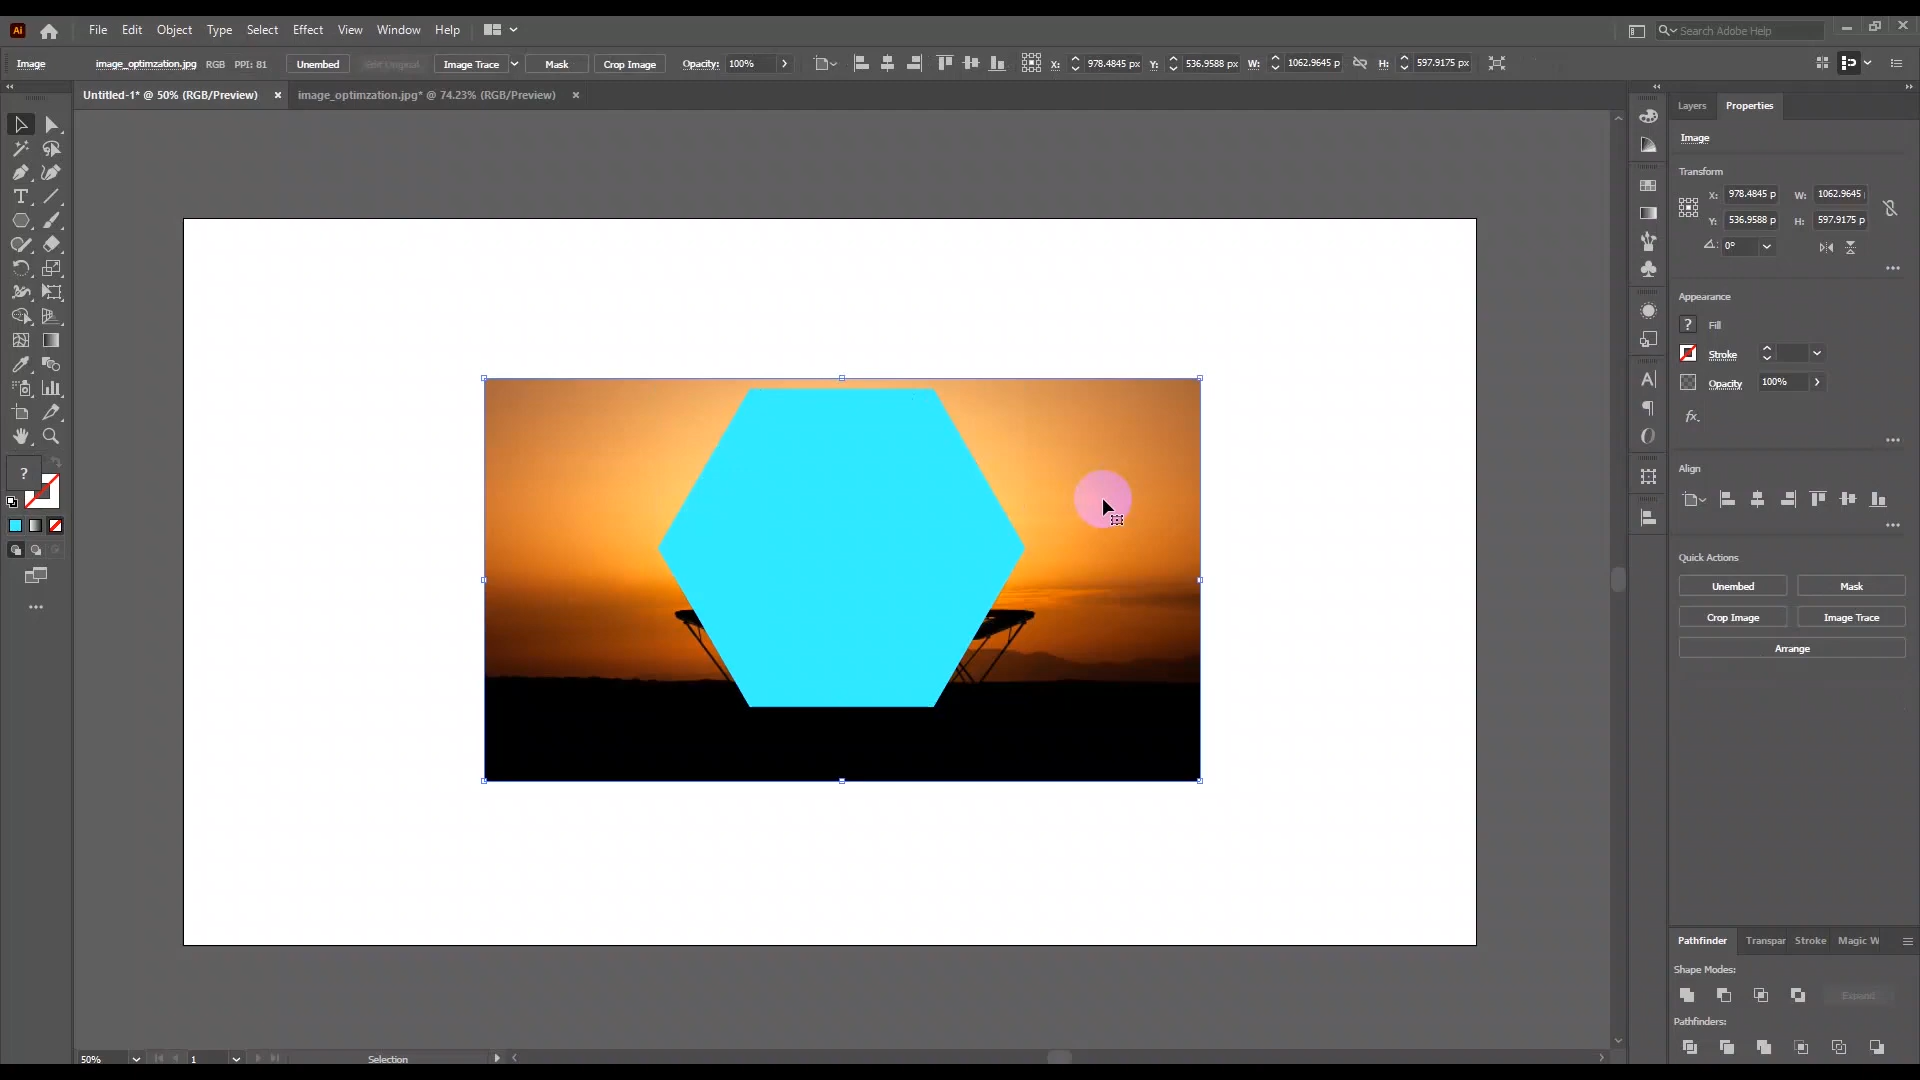 Ai File Edit Object Type Select Effect View Window Help Search Adobe Help
Image image_optimzation.jpg RGB PPI: 81 Unembed Edit Original Image Trace Mask Crop Image Opacity: 100% X: 978.4845 px Y: 536.9588 px W: 1062.9645 p H: 597.9175 px
Untitled-1* @ 50% (RGB/Preview) × image_optimzation.jpg* @ 74.23% (RGB/Preview) ×
Layers Properties
Image
Transform
X: 978.4845 p W: 1062.9645
Y: 536.9588 p H: 597.9175 p
0°
Appearance
? Fill
Stroke
Opacity 100%
fx.
Align
Quick Actions
Unembed Mask
Crop Image Image Trace
Arrange
?
Pathfinder Transpar Stroke Magic W
Shape Modes:
Expand
Pathfinders:
50% 1 Selection